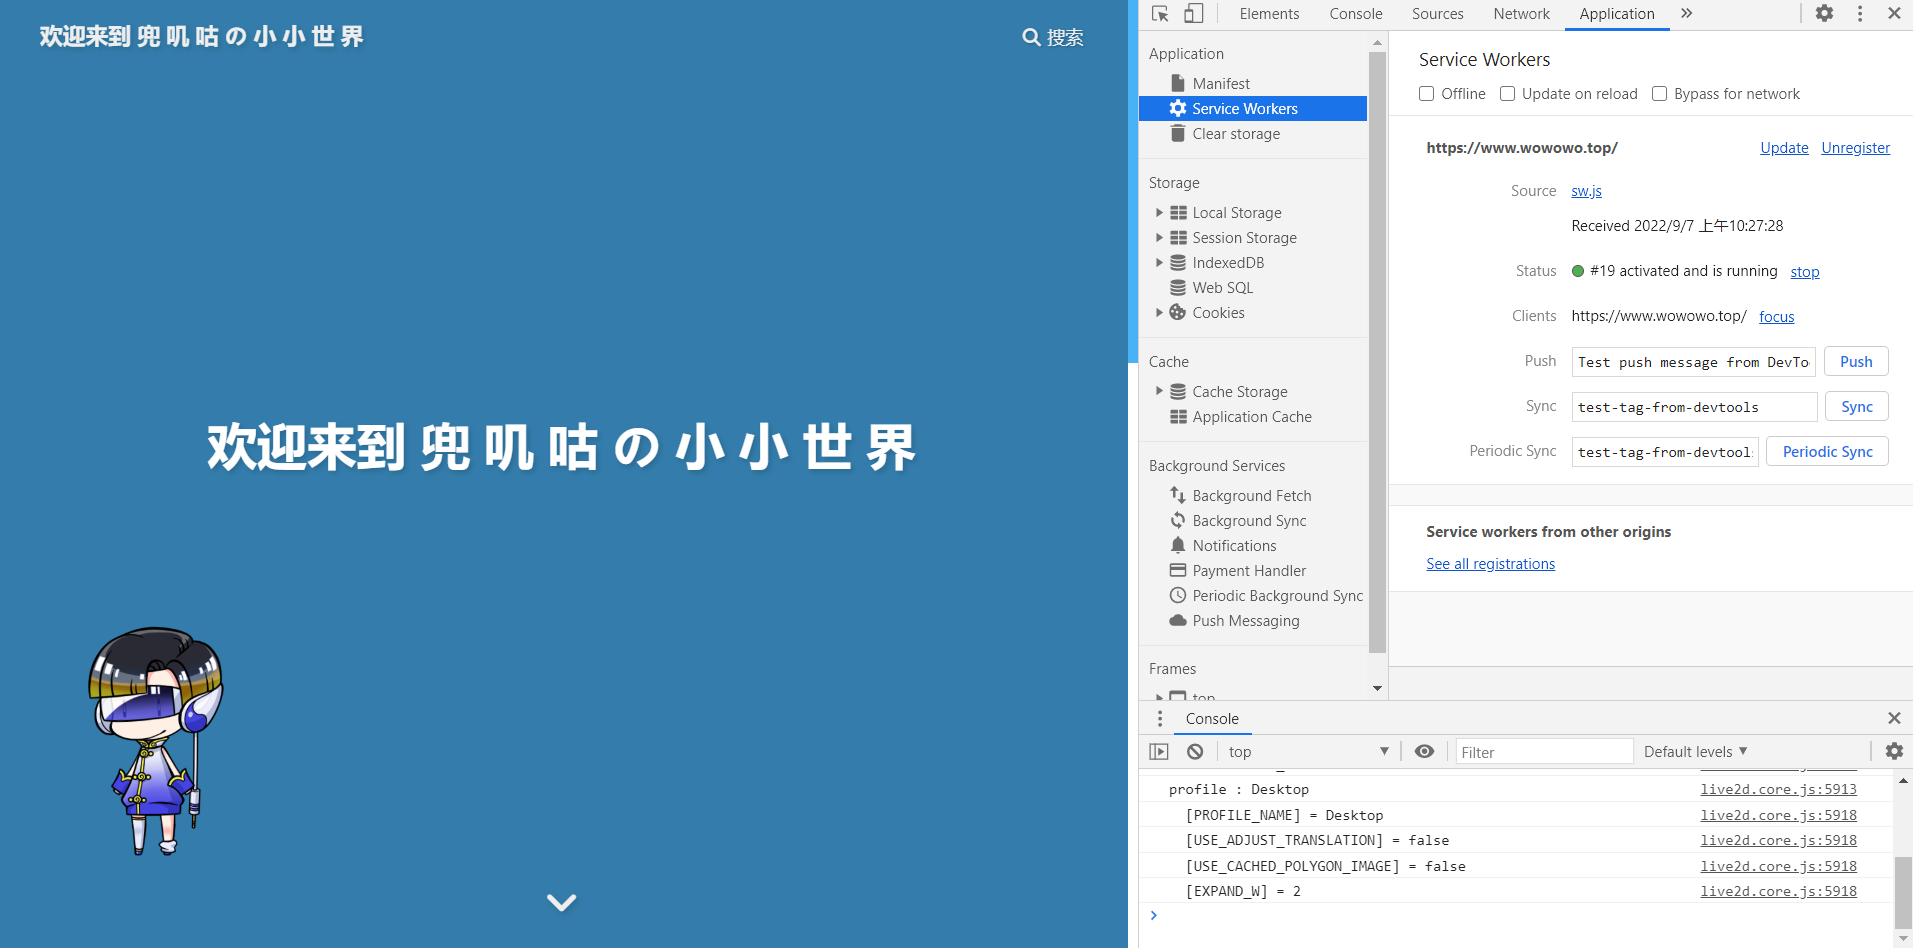 欢迎来到 兜 叽 咕 の 小 小 世 界
搜索
欢迎来到 兜 叽 咕 の 小 小 世 界
Elements Console Sources Network Application
Application
Manifest
Service Workers
Clear storage
Storage
Local Storage
Session Storage
IndexedDB
Web SQL
Cookies
Cache
Cache Storage
Application Cache
Background Services
Background Fetch
Background Sync
Notifications
Payment Handler
Periodic Background Sync
Push Messaging
Frames
top
Service Workers
Offline Update on reload Bypass for network
https://www.wowowo.top/ Update Unregister
Source sw.js
Received 2022/9/7 上午10:27:28
Status #19 activated and is running stop
Clients https://www.wowowo.top/ focus
Push Test push message from DevTo Push
Sync test-tag-from-devtools Sync
Periodic Sync test-tag-from-devtools Periodic Sync
Service workers from other origins
See all registrations
Console
top Filter Default levels
profile : Desktop live2d.core.js:5913
[PROFILE_NAME] = Desktop live2d.core.js:5918
[USE_ADJUST_TRANSLATION] = false live2d.core.js:5918
[USE_CACHED_POLYGON_IMAGE] = false live2d.core.js:5918
[EXPAND_W] = 2 live2d.core.js:5918